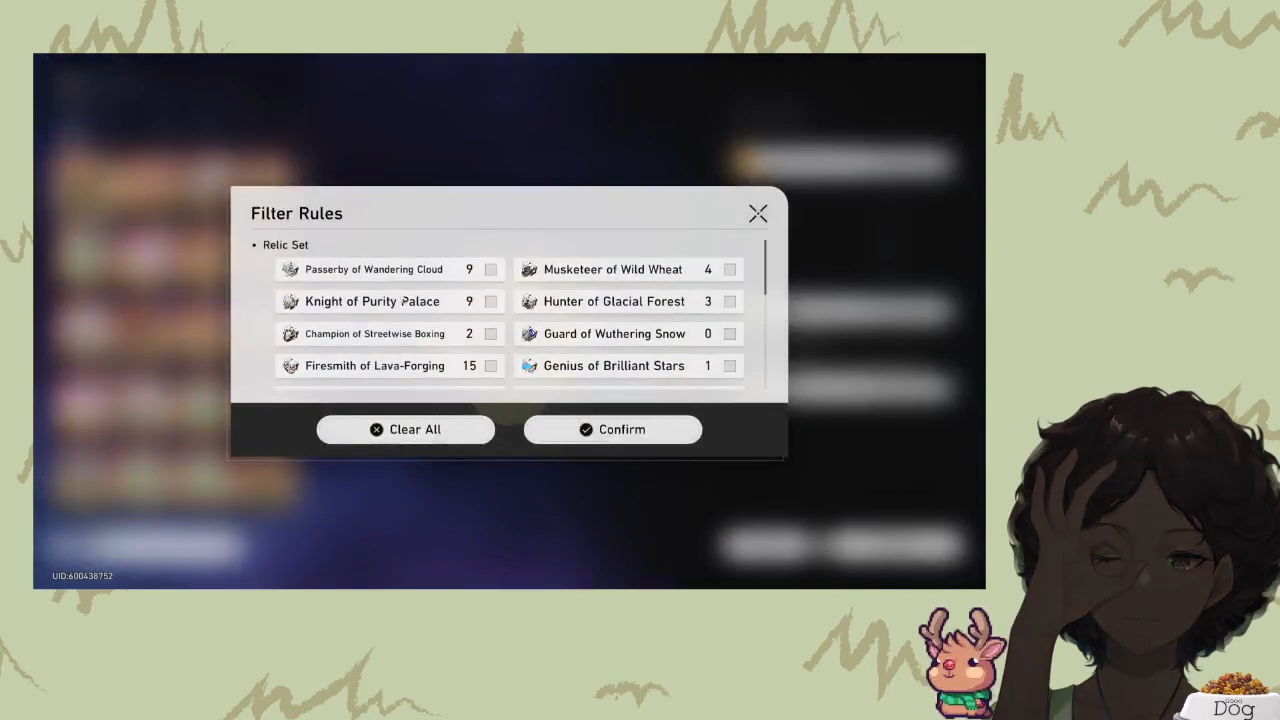 Filter Rules
• Relic Set
Passerby of Wandering Cloud 9
Musketeer of Wild Wheat 4
Knight of Purity Palace 9
Hunter of Glacial Forest 3
Champion of Streetwise Boxing 2
Guard of Wuthering Snow 0
Firesmith of Lava-Forging 15
Genius of Brilliant Stars 1
Clear All
Confirm
UID:600438752
Good
Dog